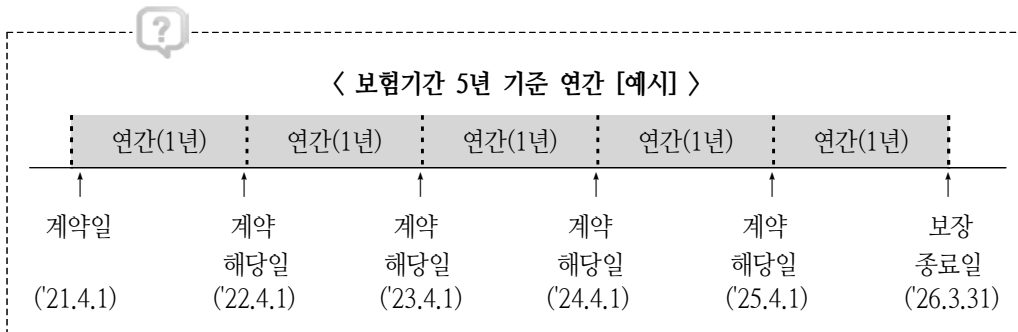 ?
< 보험기간 5년 기준 연간 [예시] >
연간(1년) 연간(1년) 연간(1년) 연간(1년) 연간(1년)
계약일 계약 계약 계약 계약 보장
해당일 해당일 해당일 해당일 종료일
('21.4.1) ('22.4.1) ('23.4.1) ('24.4.1) ('25.4.1) ('26.3.31)